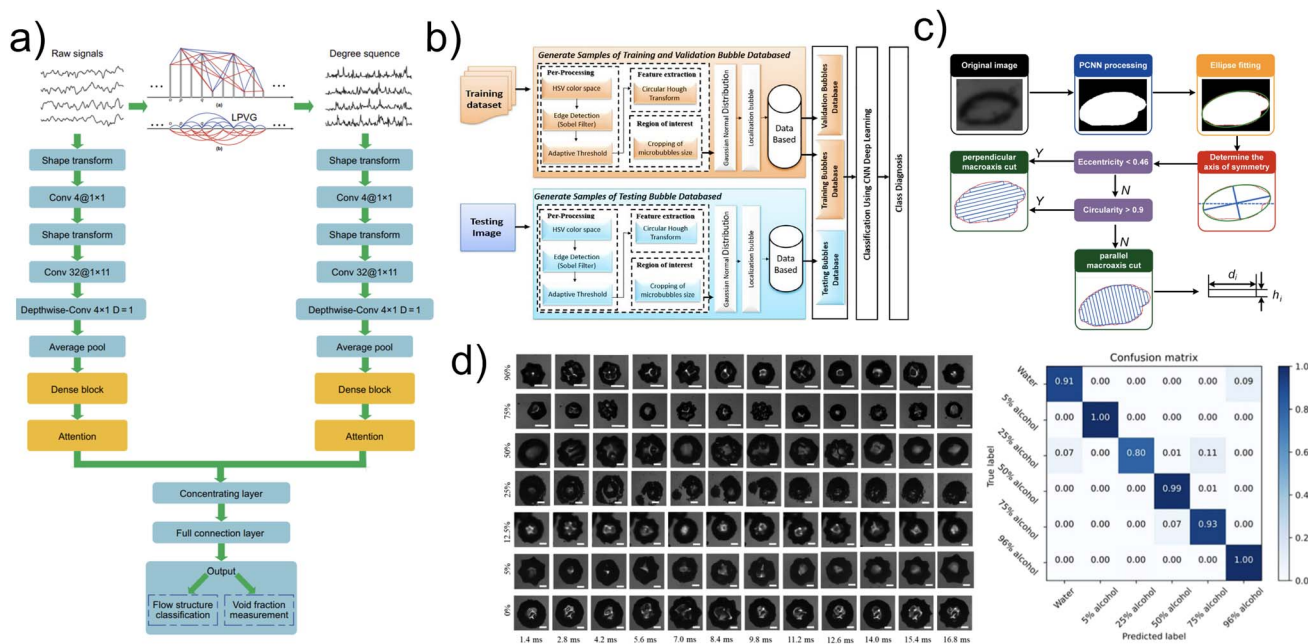 a)
Raw signals
Degree squence
LPVG
(a)
(b)
Shape transform
Conv 4@1×1
Shape transform
Conv 32@1×11
Depthwise-Conv 4×1 D = 1
Average pool
Dense block
Attention
Shape transform
Conv 4@1×1
Shape transform
Conv 32@1×11
Depthwise-Conv 4×1 D = 1
Average pool
Dense block
Attention
Concentrating layer
Full connection layer
Output
Flow structure
classification
Void fraction
measurement
b)
Training
dataset
Generate Samples of Training and Validation Bubble Databased
Per-Processing
HSV color space
Edge Detection
(Sobel Filter)
Adaptive Threshold
Feature extraction
Circular Hough
Transform
Region of interest
Cropping of
microbubbles size
Gaussian Normal Distribution
Localization bubble
Data
Based
Testing
Image
Generate Samples of Testing Bubble Databased
Per-Processing
HSV color space
Edge Detection
(Sobel Filter)
Adaptive Threshold
Feature extraction
Circular Hough
Transform
Region of interest
Cropping of
microbubbles size
Gaussian Normal Distribution
Localization bubble
Data
Based
Validation Bubbles
Database
Training Bubbles
Database
Testing Bubbles
Database
Classification Using CNN Deep Learning
Class Diagnosis
c)
Original image
PCNN processing
Ellipse fitting
perpendicular
macroaxis cut
Y
Eccentricity < 0.46
Determine the
axis of symmetry
N
Y
Circularity > 0.9
N
parallel
macroaxis cut
d_i
h_i
d)
96%
75%
50%
25%
12.5%
5%
0%
1.4 ms 2.8 ms 4.2 ms 5.6 ms 7.0 ms 8.4 ms 9.8 ms 11.2 ms 12.6 ms 14.0 ms 15.4 ms 16.8 ms
Confusion matrix
True label
Water 0.91 0.00 0.00 0.00 0.00 0.09
5% alcohol 0.00 1.00 0.00 0.00 0.00 0.00
25% alcohol 0.07 0.00 0.80 0.01 0.11 0.00
50% alcohol 0.00 0.00 0.00 0.99 0.01 0.00
75% alcohol 0.00 0.00 0.00 0.07 0.93 0.00
96% alcohol 0.00 0.00 0.00 0.00 0.00 1.00
Water 5% alcohol 25% alcohol 50% alcohol 75% alcohol 96% alcohol
Predicted label
1.0
0.8
0.6
0.4
0.2
0.0